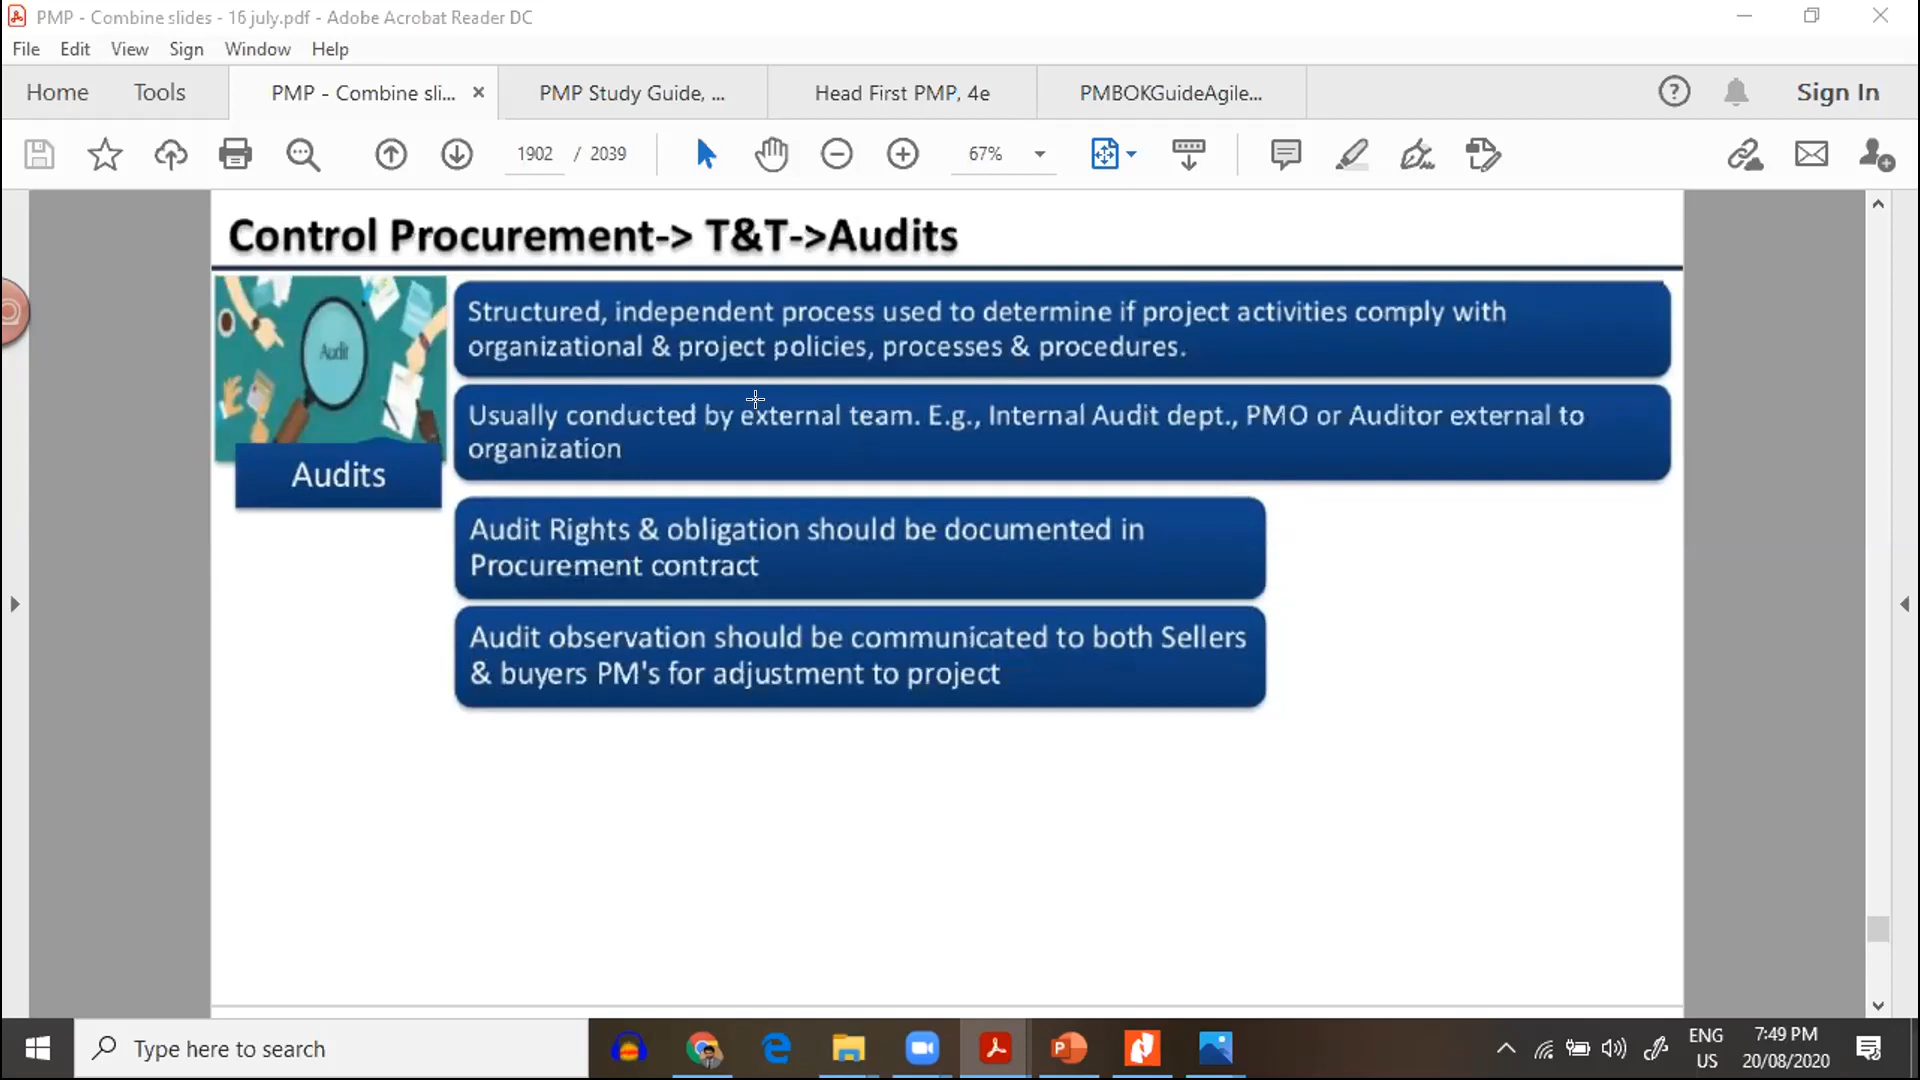 PMP - Combine slides - 16 july.pdf - Adobe Acrobat Reader DC
File Edit View Sign Window Help
Home Tools PMP - Combine sli... PMP Study Guide, ... Head First PMP, 4e PMBOKGuideAgile... Sign In
1902 / 2039 67%
Control Procurement-> T&T->Audits
Structured, independent process used to determine if project activities comply with
organizational & project policies, processes & procedures.
Audit
Usually conducted by external team. E.g., Internal Audit dept., PMO or Auditor external to
organization
Audits
Audit Rights & obligation should be documented in
Procurement contract
Audit observation should be communicated to both Sellers
& buyers PM's for adjustment to project
Type here to search
ENG
US
7:49 PM
20/08/2020